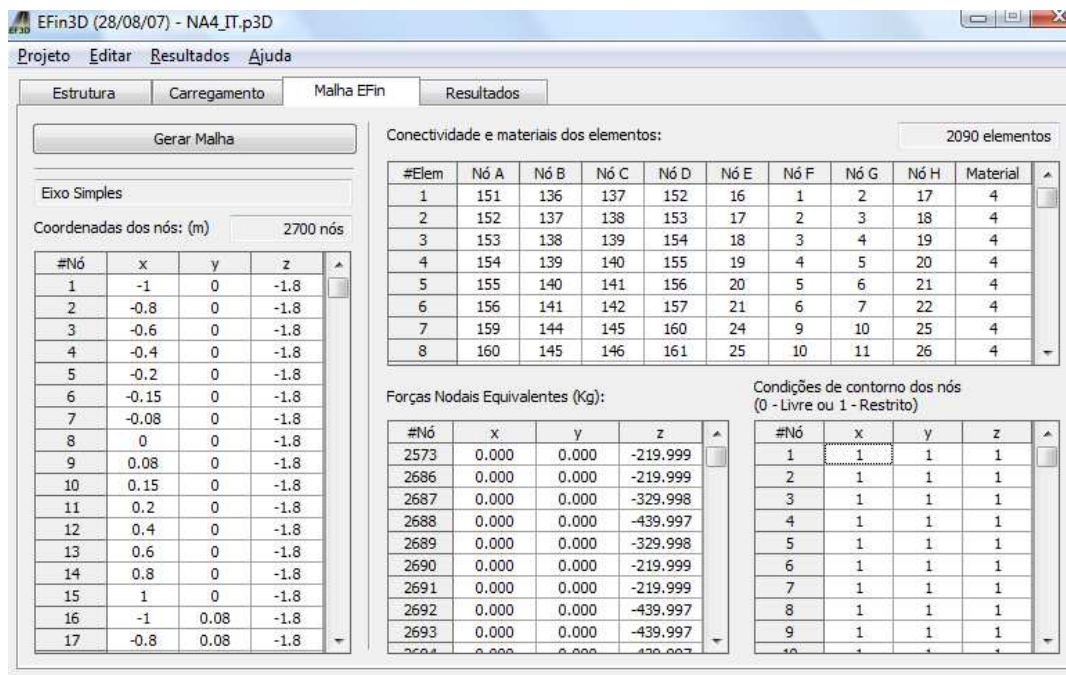 EFin3D (28/08/07) - NA4_IT.p3D
Projeto Editar Resultados Ajuda
Estrutura Carregamento Malha EFin Resultados
Gerar Malha
Eixo Simples
Coordenadas dos nós: (m) 2700 nós
#Nó x y z
1 -1 0 -1.8
2 -0.8 0 -1.8
3 -0.6 0 -1.8
4 -0.4 0 -1.8
5 -0.2 0 -1.8
6 -0.15 0 -1.8
7 -0.08 0 -1.8
8 0 0 -1.8
9 0.08 0 -1.8
10 0.15 0 -1.8
11 0.2 0 -1.8
12 0.4 0 -1.8
13 0.6 0 -1.8
14 0.8 0 -1.8
15 1 0 -1.8
16 -1 0.08 -1.8
17 -0.8 0.08 -1.8
Conectividade e materiais dos elementos: 2090 elementos
#Elem Nó A Nó B Nó C Nó D Nó E Nó F Nó G Nó H Material
1 151 136 137 152 16 1 2 17 4
2 152 137 138 153 17 2 3 18 4
3 153 138 139 154 18 3 4 19 4
4 154 139 140 155 19 4 5 20 4
5 155 140 141 156 20 5 6 21 4
6 156 141 142 157 21 6 7 22 4
7 159 144 145 160 24 9 10 25 4
8 160 145 146 161 25 10 11 26 4
Forças Nodais Equivalentes (Kg):
#Nó x y z
2573 0.000 0.000 -219.999
2686 0.000 0.000 -219.999
2687 0.000 0.000 -329.998
2688 0.000 0.000 -439.997
2689 0.000 0.000 -329.998
2690 0.000 0.000 -219.999
2691 0.000 0.000 -219.999
2692 0.000 0.000 -439.997
2693 0.000 0.000 -439.997
Condições de contorno dos nós
(0 - Livre ou 1 - Restrito)
#Nó x y z
1 1 1 1
2 1 1 1
3 1 1 1
4 1 1 1
5 1 1 1
6 1 1 1
7 1 1 1
8 1 1 1
9 1 1 1